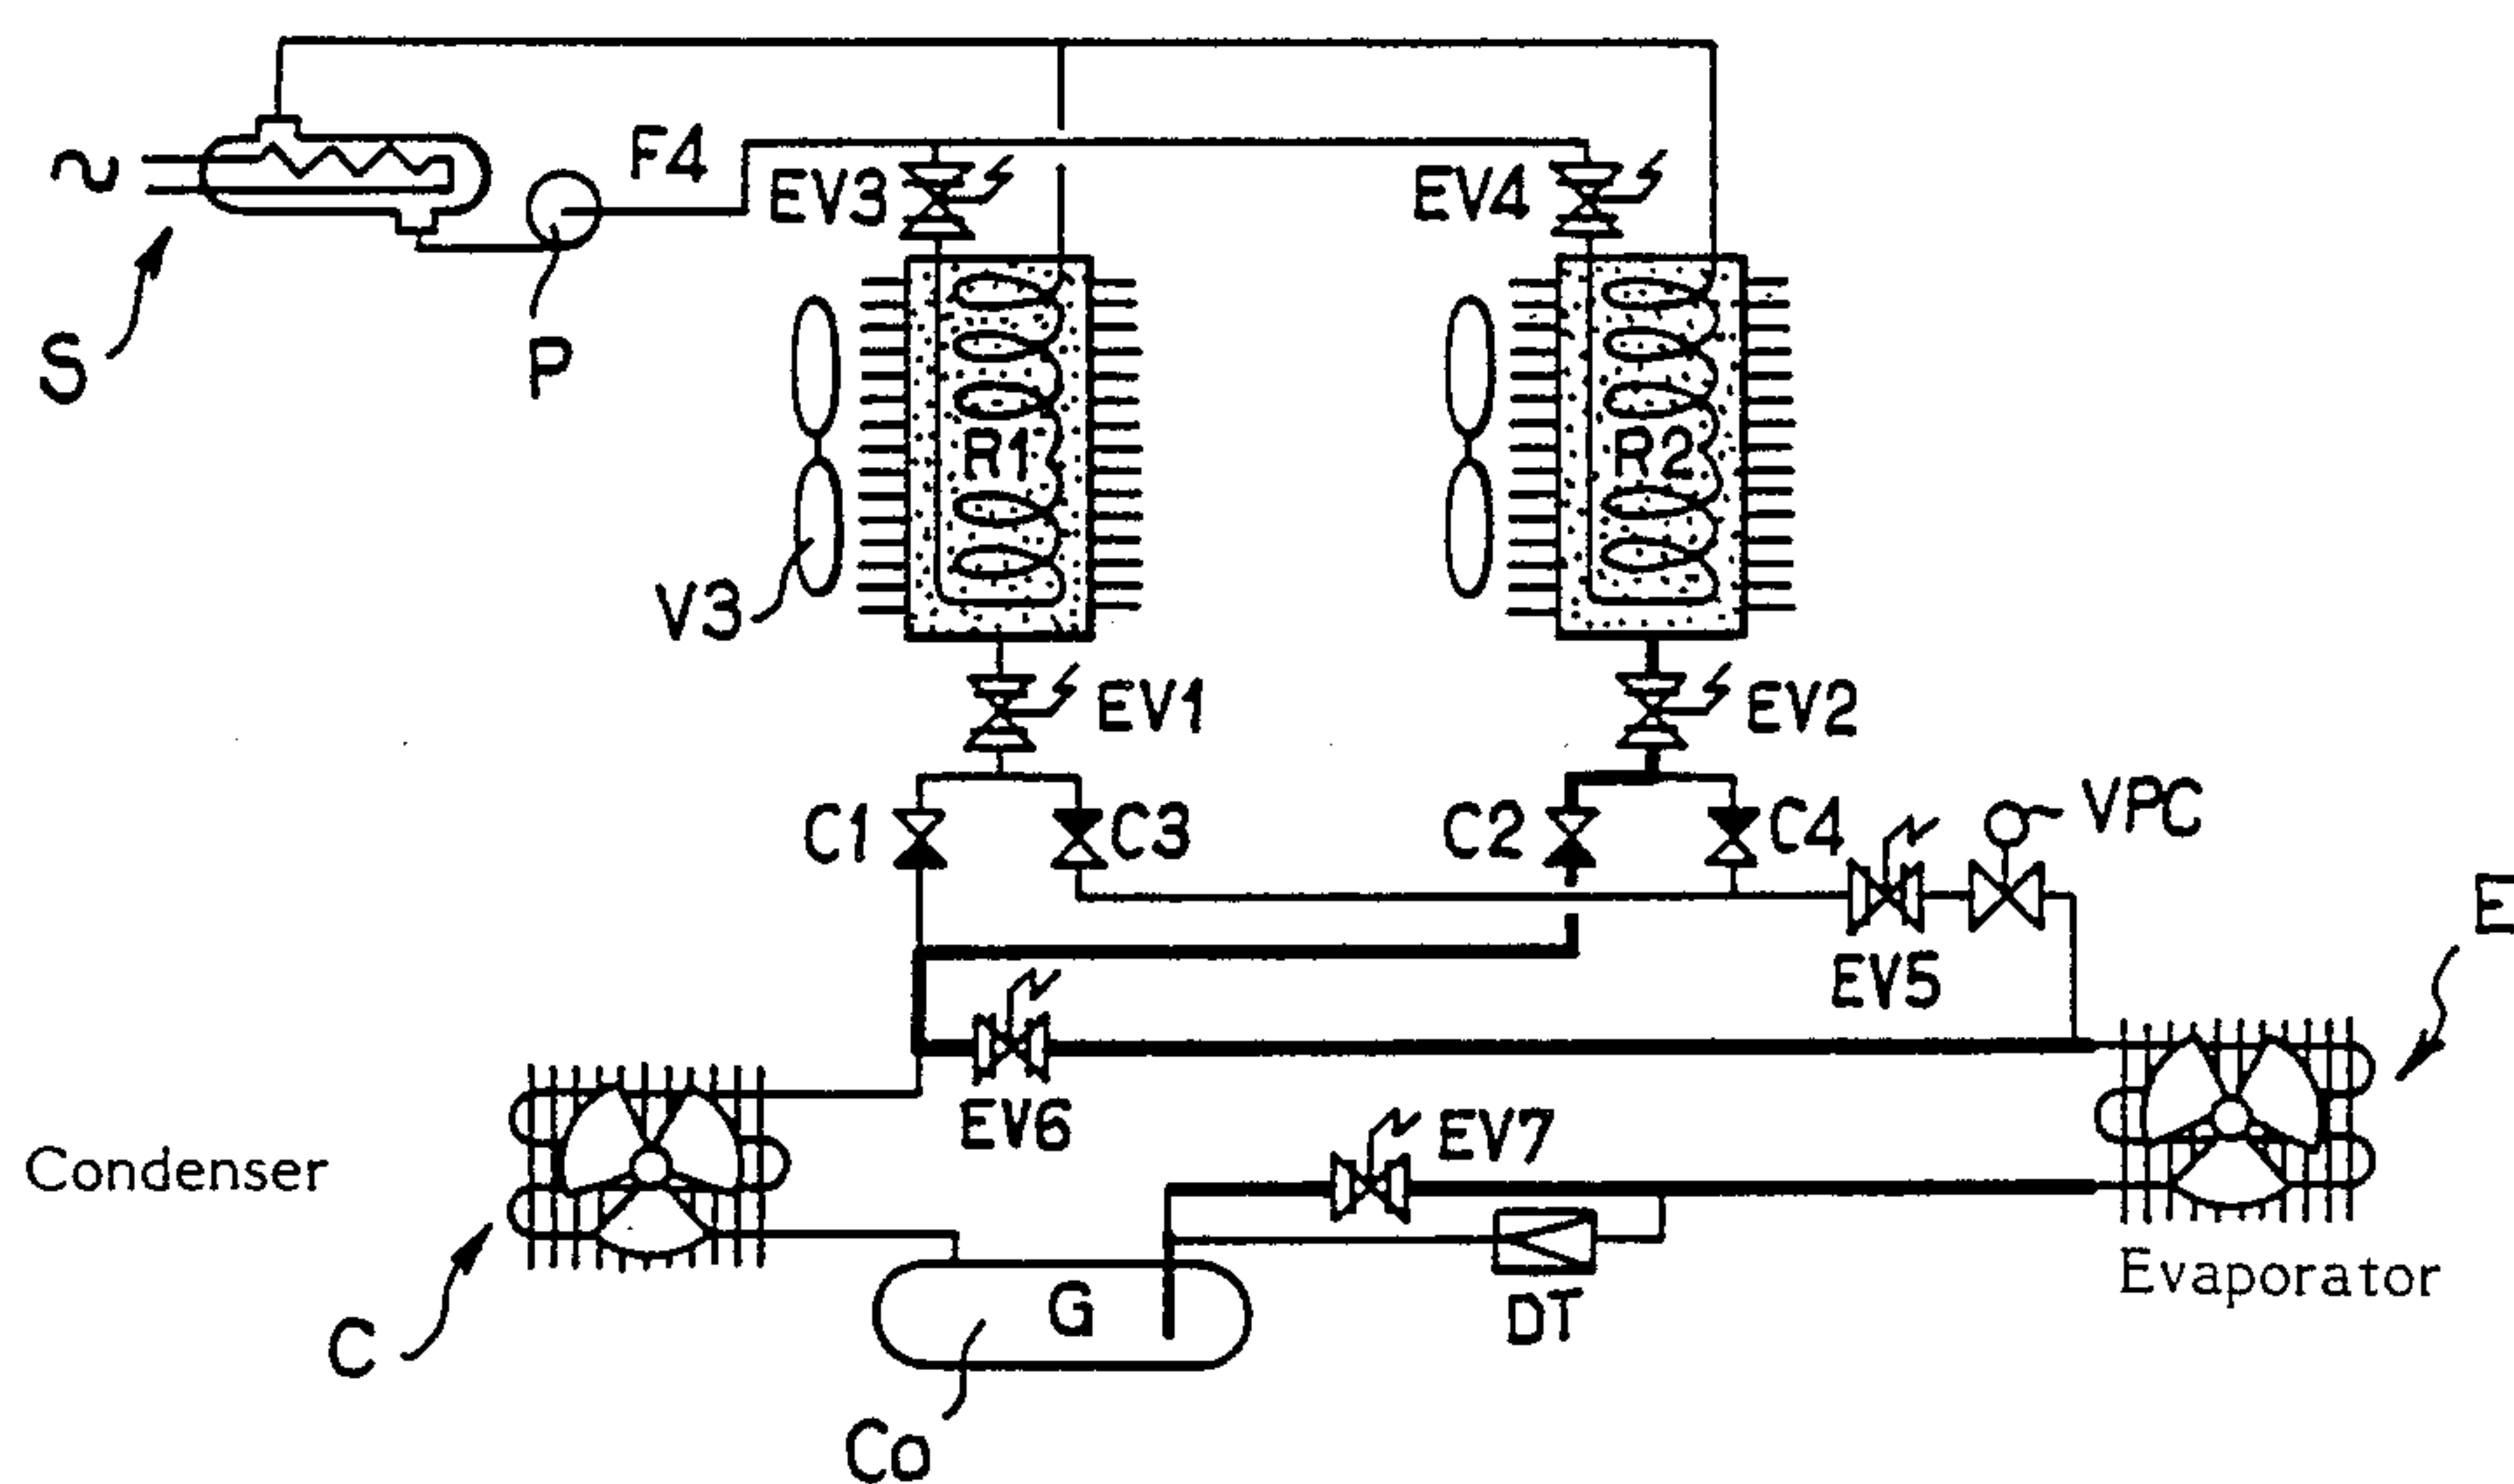 F4
EV3
EV4
S
P
R1
R2
V3
EV1
EV2
C1
C3
C2
C4
VPC
E
EV5
EV6
EV7
Condenser
G
DT
Evaporator
C
Co